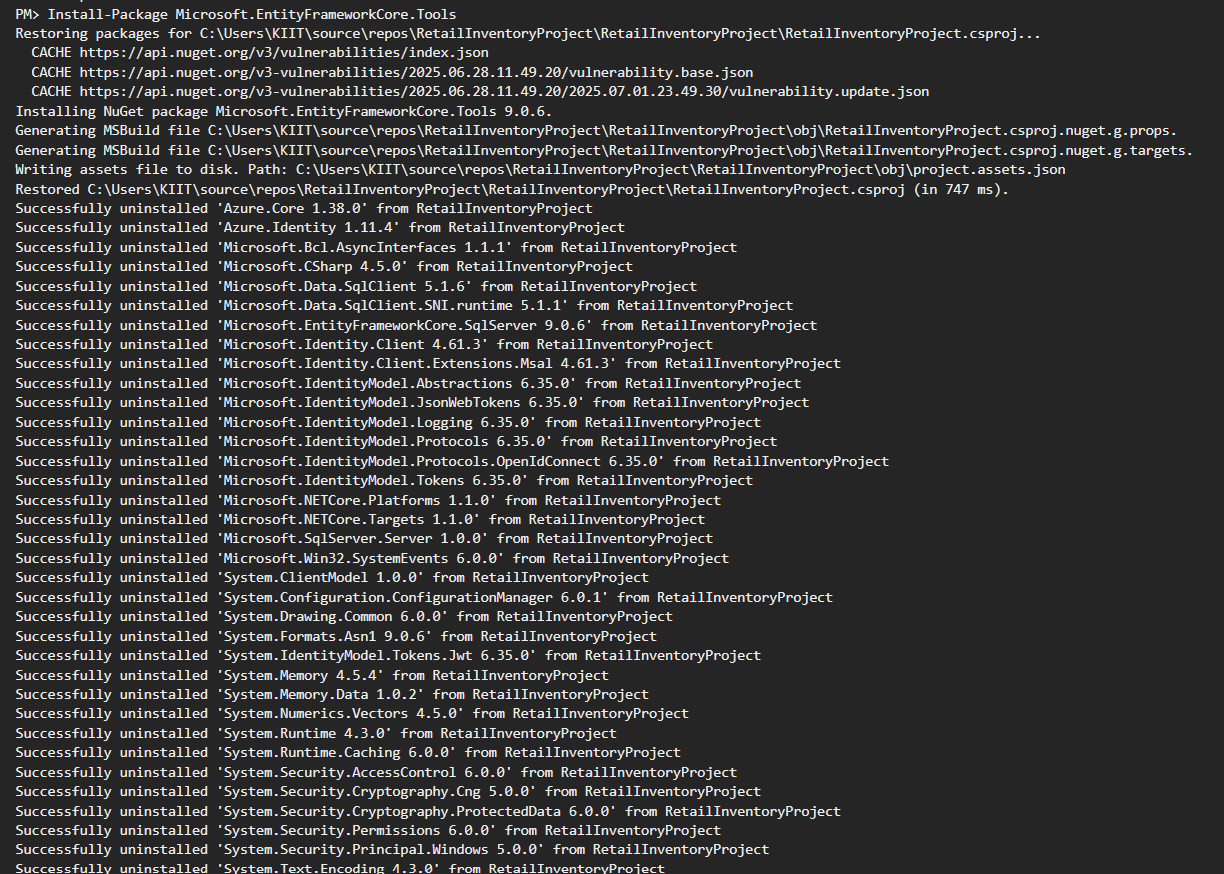 PM> Install-Package Microsoft.EntityFrameworkCore.Tools
Restoring packages for C:\Users\KIIT\source\repos\RetailInventoryProject\RetailInventoryProject\RetailInventoryProject.csproj...
CACHE https://api.nuget.org/v3/vulnerabilities/index.json
CACHE https://api.nuget.org/v3-vulnerabilities/2025.06.28.11.49.20/vulnerability.base.json
CACHE https://api.nuget.org/v3-vulnerabilities/2025.06.28.11.49.20/2025.07.01.23.49.30/vulnerability.update.json
Installing NuGet package Microsoft.EntityFrameworkCore.Tools 9.0.6.
Generating MSBuild file C:\Users\KIIT\source\repos\RetailInventoryProject\RetailInventoryProject\obj\RetailInventoryProject.csproj.nuget.g.props.
Generating MSBuild file C:\Users\KIIT\source\repos\RetailInventoryProject\RetailInventoryProject\obj\RetailInventoryProject.csproj.nuget.g.targets.
Writing assets file to disk. Path: C:\Users\KIIT\source\repos\RetailInventoryProject\RetailInventoryProject\obj\project.assets.json
Restored C:\Users\KIIT\source\repos\RetailInventoryProject\RetailInventoryProject\RetailInventoryProject.csproj (in 747 ms).
Successfully uninstalled 'Azure.Core 1.38.0' from RetailInventoryProject
Successfully uninstalled 'Azure.Identity 1.11.4' from RetailInventoryProject
Successfully uninstalled 'Microsoft.Bcl.AsyncInterfaces 1.1.1' from RetailInventoryProject
Successfully uninstalled 'Microsoft.CSharp 4.5.0' from RetailInventoryProject
Successfully uninstalled 'Microsoft.Data.SqlClient 5.1.6' from RetailInventoryProject
Successfully uninstalled 'Microsoft.Data.SqlClient.SNI.runtime 5.1.1' from RetailInventoryProject
Successfully uninstalled 'Microsoft.EntityFrameworkCore.SqlServer 9.0.6' from RetailInventoryProject
Successfully uninstalled 'Microsoft.Identity.Client 4.61.3' from RetailInventoryProject
Successfully uninstalled 'Microsoft.Identity.Client.Extensions.Msal 4.61.3' from RetailInventoryProject
Successfully uninstalled 'Microsoft.IdentityModel.Abstractions 6.35.0' from RetailInventoryProject
Successfully uninstalled 'Microsoft.IdentityModel.JsonWebTokens 6.35.0' from RetailInventoryProject
Successfully uninstalled 'Microsoft.IdentityModel.Logging 6.35.0' from RetailInventoryProject
Successfully uninstalled 'Microsoft.IdentityModel.Protocols 6.35.0' from RetailInventoryProject
Successfully uninstalled 'Microsoft.IdentityModel.Protocols.OpenIdConnect 6.35.0' from RetailInventoryProject
Successfully uninstalled 'Microsoft.IdentityModel.Tokens 6.35.0' from RetailInventoryProject
Successfully uninstalled 'Microsoft.NETCore.Platforms 1.1.0' from RetailInventoryProject
Successfully uninstalled 'Microsoft.NETCore.Targets 1.1.0' from RetailInventoryProject
Successfully uninstalled 'Microsoft.SqlServer.Server 1.0.0' from RetailInventoryProject
Successfully uninstalled 'Microsoft.Win32.SystemEvents 6.0.0' from RetailInventoryProject
Successfully uninstalled 'System.ClientModel 1.0.0' from RetailInventoryProject
Successfully uninstalled 'System.Configuration.ConfigurationManager 6.0.1' from RetailInventoryProject
Successfully uninstalled 'System.Drawing.Common 6.0.0' from RetailInventoryProject
Successfully uninstalled 'System.Formats.Asn1 9.0.6' from RetailInventoryProject
Successfully uninstalled 'System.IdentityModel.Tokens.Jwt 6.35.0' from RetailInventoryProject
Successfully uninstalled 'System.Memory 4.5.4' from RetailInventoryProject
Successfully uninstalled 'System.Memory.Data 1.0.2' from RetailInventoryProject
Successfully uninstalled 'System.Numerics.Vectors 4.5.0' from RetailInventoryProject
Successfully uninstalled 'System.Runtime 4.3.0' from RetailInventoryProject
Successfully uninstalled 'System.Runtime.Caching 6.0.0' from RetailInventoryProject
Successfully uninstalled 'System.Security.AccessControl 6.0.0' from RetailInventoryProject
Successfully uninstalled 'System.Security.Cryptography.Cng 5.0.0' from RetailInventoryProject
Successfully uninstalled 'System.Security.Cryptography.ProtectedData 6.0.0' from RetailInventoryProject
Successfully uninstalled 'System.Security.Permissions 6.0.0' from RetailInventoryProject
Successfully uninstalled 'System.Security.Principal.Windows 5.0.0' from RetailInventoryProject
Successfully uninstalled 'System.Text.Encoding 4.3.0' from RetailInventoryProject